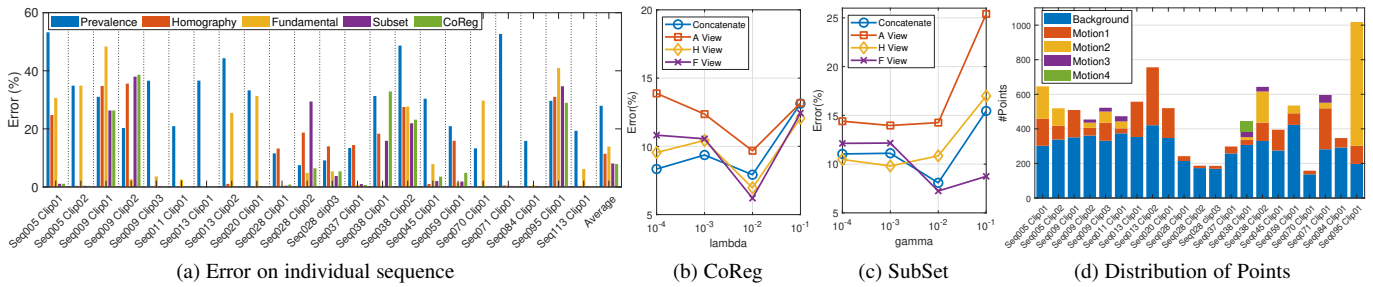 Prevalence Homography Fundamental Subset CoReg
Error (%)
60
40
20
0
Seq005 Clip01
Seq005 Clip02
Seq009 Clip01
Seq009 Clip02
Seq009 Clip03
Seq011 Clip01
Seq013 Clip01
Seq013 Clip02
Seq020 Clip01
Seq028 Clip01
Seq028 Clip02
Seq028 clip03
Seq037 Clip01
Seq038 Clip01
Seq038 Clip02
Seq045 Clip01
Seq059 Clip01
Seq070 Clip01
Seq071 Clip01
Seq084 Clip01
Seq095 Clip01
Seq113 Clip01
Average
(a) Error on individual sequence
Error(%)
20
15
10
5
Concatenate
A View
H View
F View
10-4 10-3 10-2 10-1
lambda
(b) CoReg
Error(%)
25
20
15
10
5
Concatenate
A View
H View
F View
10-4 10-3 10-2 10-1
gamma
(c) SubSet
#Points
1000
800
600
400
200
0
Background
Motion1
Motion2
Motion3
Motion4
Seq005 Clip01
Seq005 Clip02
Seq009 Clip01
Seq009 Clip02
Seq009 Clip03
Seq011 Clip01
Seq013 Clip01
Seq013 Clip02
Seq020 Clip01
Seq028 Clip01
Seq028 Clip02
Seq028 Clip03
Seq037 Clip01
Seq038 Clip01
Seq038 Clip02
Seq045 Clip01
Seq059 Clip01
Seq070 Clip01
Seq071 Clip01
Seq084 Clip01
Seq095 Clip01
(d) Distribution of Points